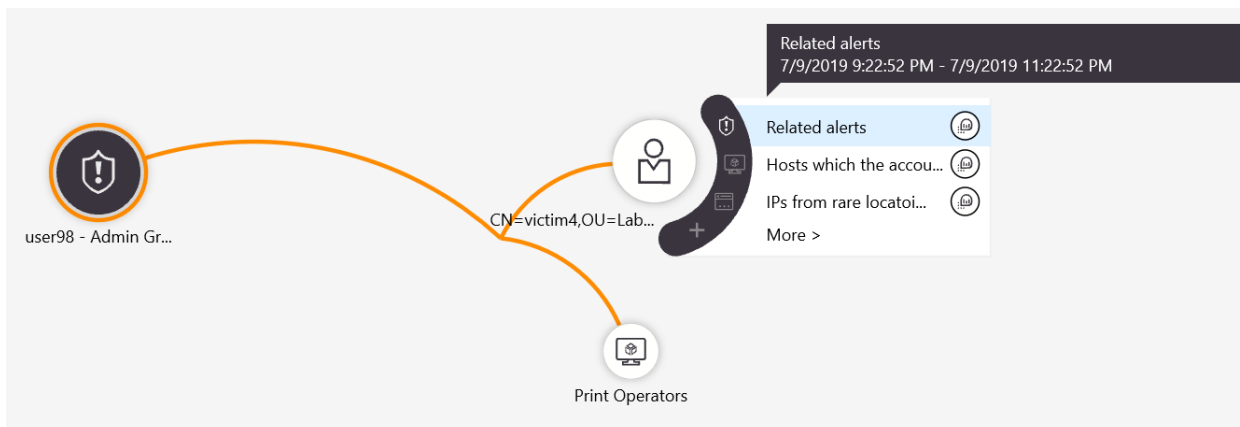 Related alerts
7/9/2019 9:22:52 PM - 7/9/2019 11:22:52 PM
Related alerts
Hosts which the accou...
IPs from rare locatoi...
More >
CN=victim4,OU=Lab...
user98 - Admin Gr...
Print Operators